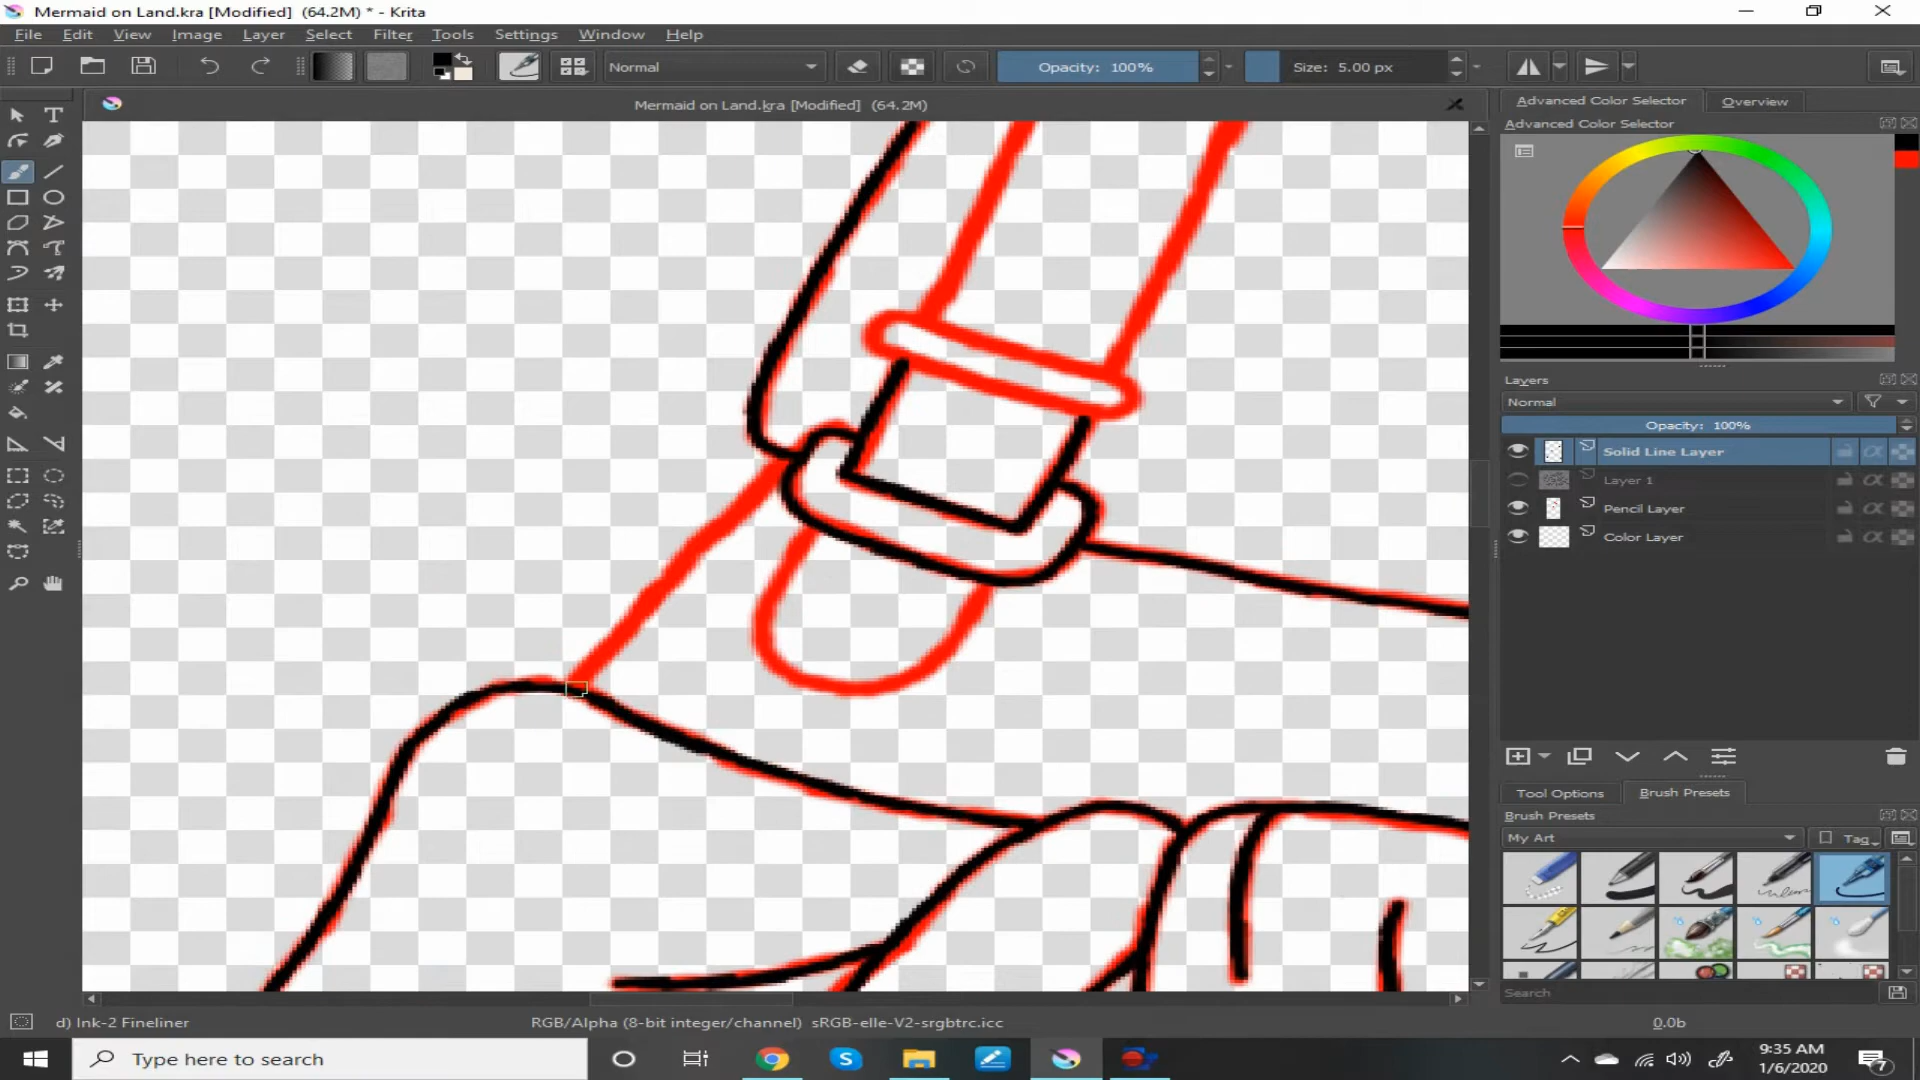 Mermaid on Land.kra [Modified] (64.2M) * - Krita
File Edit View Image Layer Select Filter Tools Settings Window Help
Normal Opacity: 100% Size: 5.00 px
Mermaid on Land.kra [Modified] (64.2M)
Advanced Color Selector Overview
Advanced Color Selector
Layers
Normal
Opacity: 100%
Solid Line Layer
Layer 1
Pencil Layer
Color Layer
Tool Options Brush Presets
Brush Presets
My Art Tag
Search
d) Ink-2 Fineliner RGB/Alpha (8-bit integer/channel) sRGB-elle-V2-srgbtrc.icc 0.0b
Type here to search
9:35 AM
1/6/2020
7